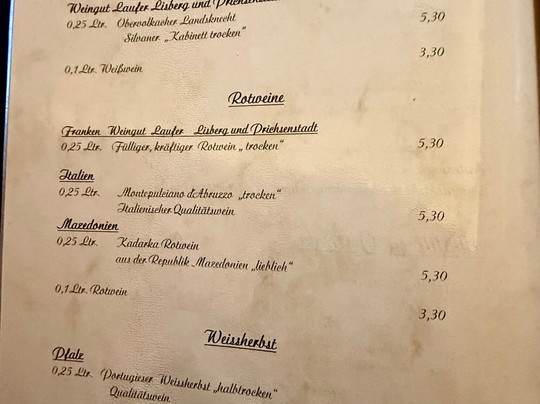 Weingut Laufer Lisberg und Prichsenstadt
0,25 Ltr. Obervolkacher Landsknecht 5,30
Silvaner „Kabinett trocken“
3,30
0,1 Ltr. Weißwein
Rotweine
Franken Weingut Laufer Lisberg und Prichsenstadt
0,25 Ltr. Fülliger, kräftiger Rotwein „trocken“ 5,30
Italien
0,25 Ltr. Montepulciano d'Abruzzo „trocken“
Italienischer Qualitätswein 5,30
Mazedonien
0,25 Ltr. Kadarka Rotwein
aus der Republik Mazedonien „lieblich“ 5,30
0,1 Ltr. Rotwein 3,30
Weissherbst
Pfalz
0,25 Ltr. Portugieser Weissherbst „halbtrocken“
Qualitätswein